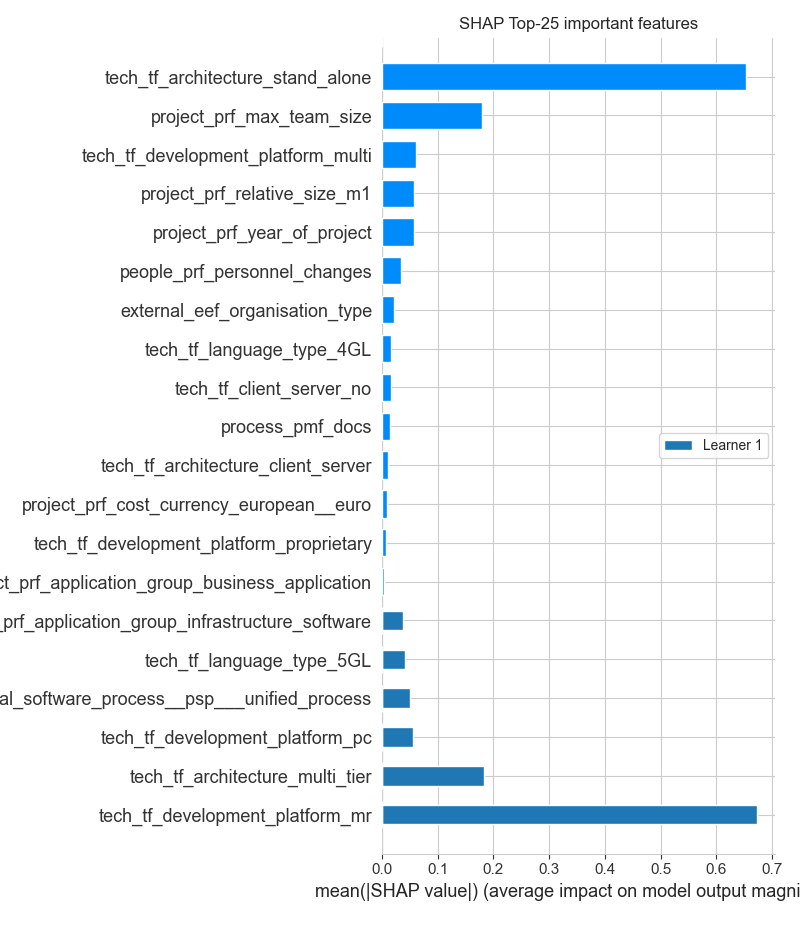 SHAP Top-25 important features
tech_tf_architecture_stand_alone
project_prf_max_team_size
tech_tf_development_platform_multi
project_prf_relative_size_m1
project_prf_year_of_project
people_prf_personnel_changes
external_eef_organisation_type
tech_tf_language_type_4GL
tech_tf_client_server_no
process_pmf_docs
Learner 1
tech_tf_architecture_client_server
project_prf_cost_currency_european__euro
tech_tf_development_platform_proprietary
ct_prf_application_group_business_application
_prf_application_group_infrastructure_software
tech_tf_language_type_5GL
al_software_process__psp___unified_process
tech_tf_development_platform_pc
tech_tf_architecture_multi_tier
tech_tf_development_platform_mr
0.0 0.1 0.2 0.3 0.4 0.5 0.6 0.7
mean(|SHAP value|) (average impact on model output magni